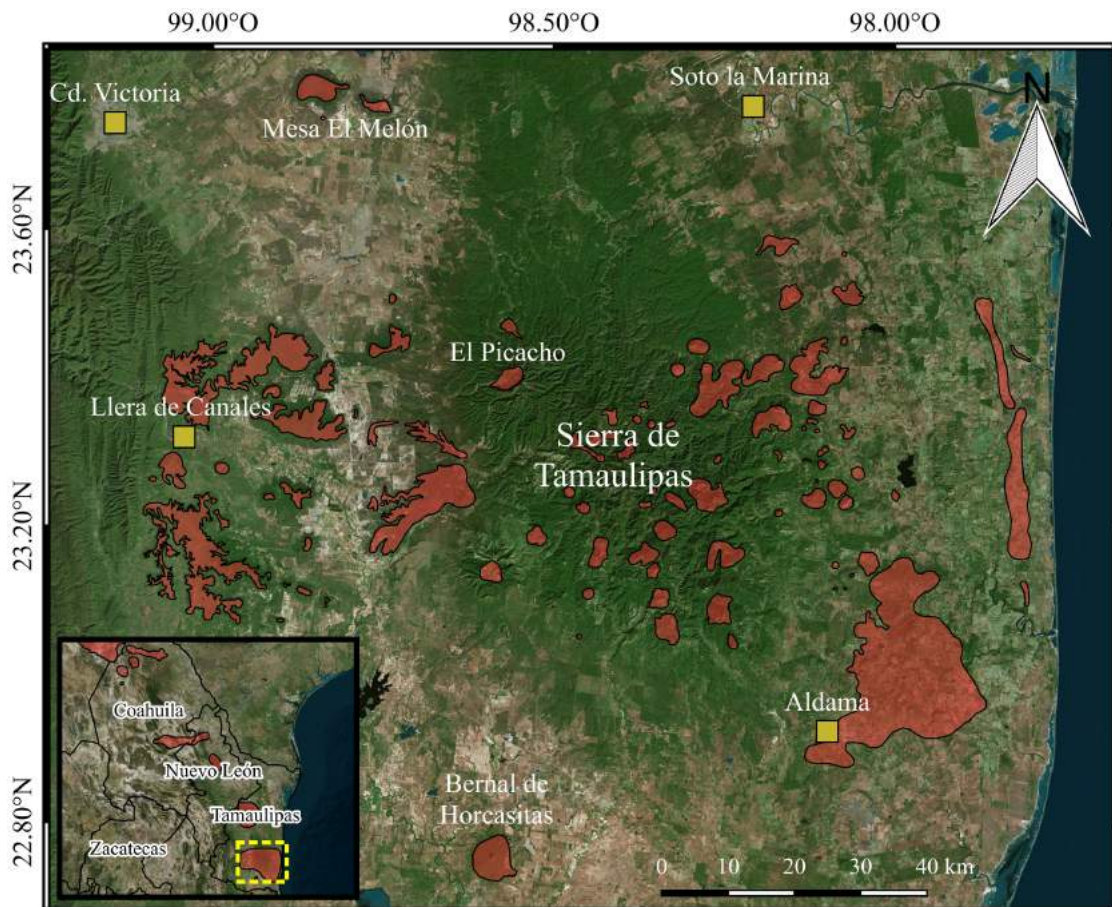 99.00°O
98.50°O
98.00°O
Cd. Victoria
Soto la Marina
N
Mesa El Melón
23.60°N
El Picacho
Llera de Canales
Sierra de
Tamaulipas
23.20°N
Aldama
Coahuila
Nuevo León
Tamaulipas
Zacatecas
Bernal de
Horcasitas
22.80°N
0 10 20 30 40 km